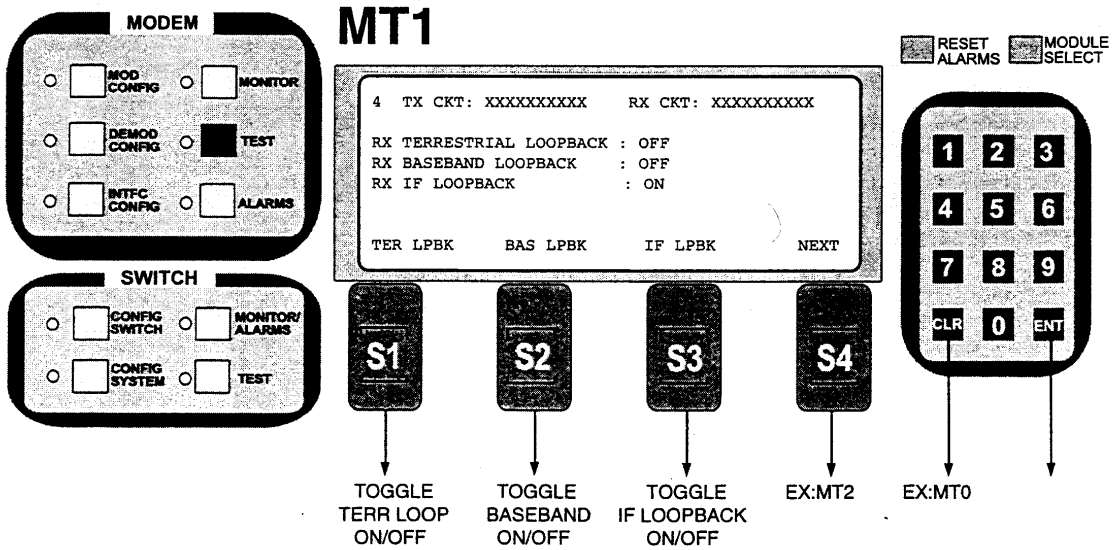 MT1
MODEM
MOD CONFIG
MONITOR
DEMOD CONFIG
TEST
INTFC CONFIG
ALARMS
SWITCH
CONFIG SWITCH
MONITOR/ ALARMS
CONFIG SYSTEM
TEST
4 TX CKT: XXXXXXXXXX RX CKT: XXXXXXXXXX
RX TERRESTRIAL LOOPBACK : OFF
RX BASEBAND LOOPBACK : OFF
RX IF LOOPBACK : ON
TER LPBK BAS LPBK IF LPBK NEXT
S1 S2 S3 S4
TOGGLE TERR LOOP ON/OFF
TOGGLE BASEBAND ON/OFF
TOGGLE IF LOOPBACK ON/OFF
EX:MT2
RESET ALARMS
MODULE SELECT
1 2 3
4 5 6
7 8 9
CLR 0 ENT
EX:MT0